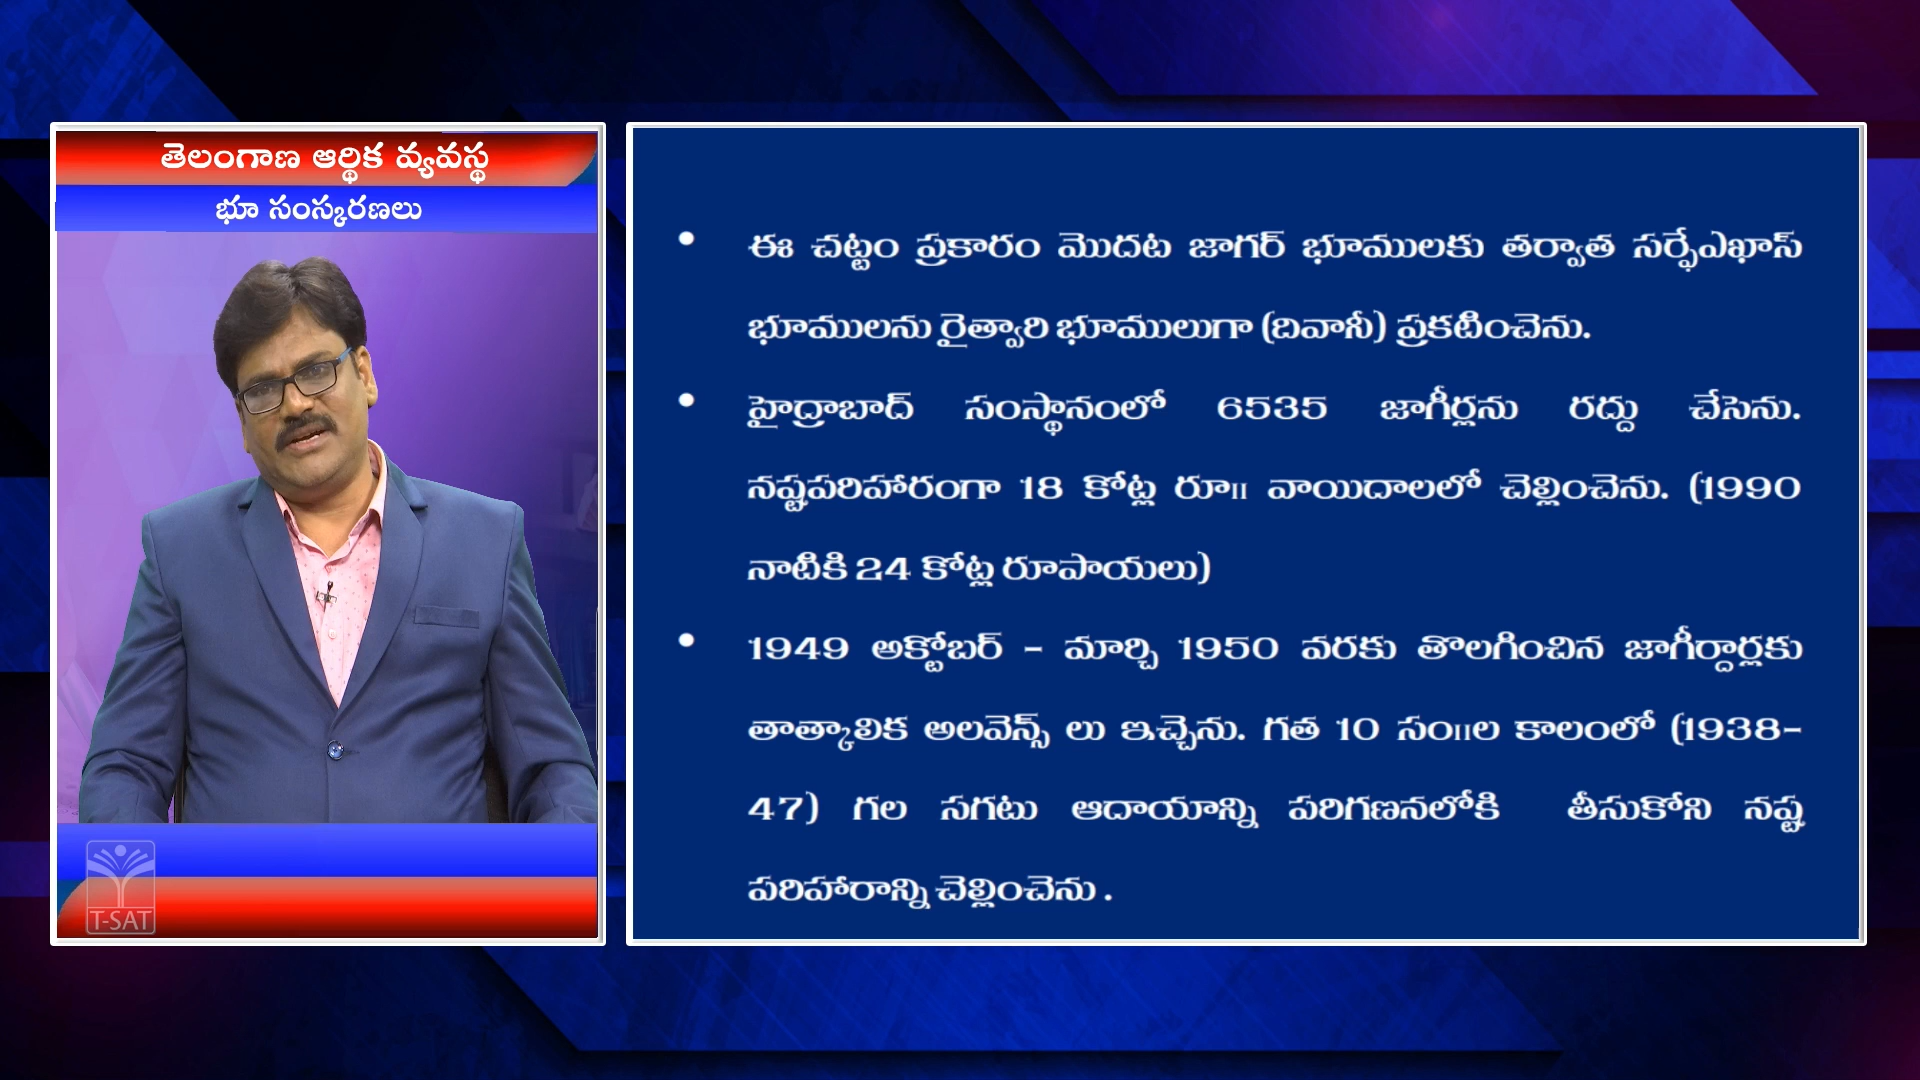 తెలంగాణ ఆర్థిక వ్యవస్థ
భూ సంస్కరణలు
• ఈ చట్టం ప్రకారం మొదట జాగర్ భూములకు తర్వాత సర్ఫేఎఖాస్
భూములను రైత్వారి భూములుగా (దివానీ) ప్రకటించెను.
• హైద్రాబాద్ సంస్థానంలో 6535 జాగీర్లను రద్దు చేసెను.
నష్టపరిహారంగా 18 కోట్ల రూ॥ వాయిదాలలో చెల్లించెను. (1990
నాటికి 24 కోట్ల రూపాయలు)
• 1949 అక్టోబర్ - మార్చి 1950 వరకు తొలగించిన జాగీర్దార్లకు
తాత్కాలిక అలవెన్స్ లు ఇచ్చెను. గత 10 సం॥ల కాలంలో (1938-
47) గల సగటు ఆదాయాన్ని పరిగణనలోకి తీసుకోని నష్ట
పరిహారాన్ని చెల్లించెను .
T-SAT